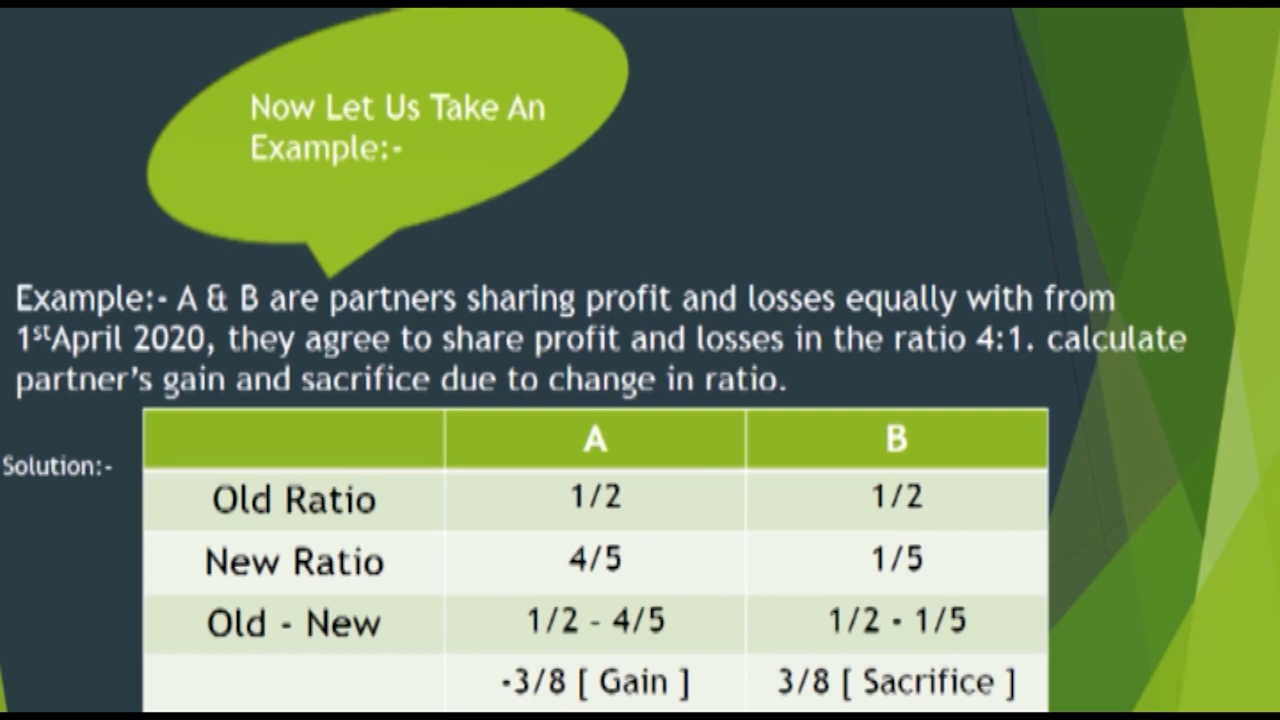 Now Let Us Take An
Example:-
Example:- A & B are partners sharing profit and losses equally with from
1stApril 2020, they agree to share profit and losses in the ratio 4:1. calculate
partner's gain and sacrifice due to change in ratio.
Solution:-
A B
Old Ratio 1/2 1/2
New Ratio 4/5 1/5
Old - New 1/2 - 4/5 1/2 - 1/5
-3/8 [ Gain ] 3/8 [ Sacrifice ]